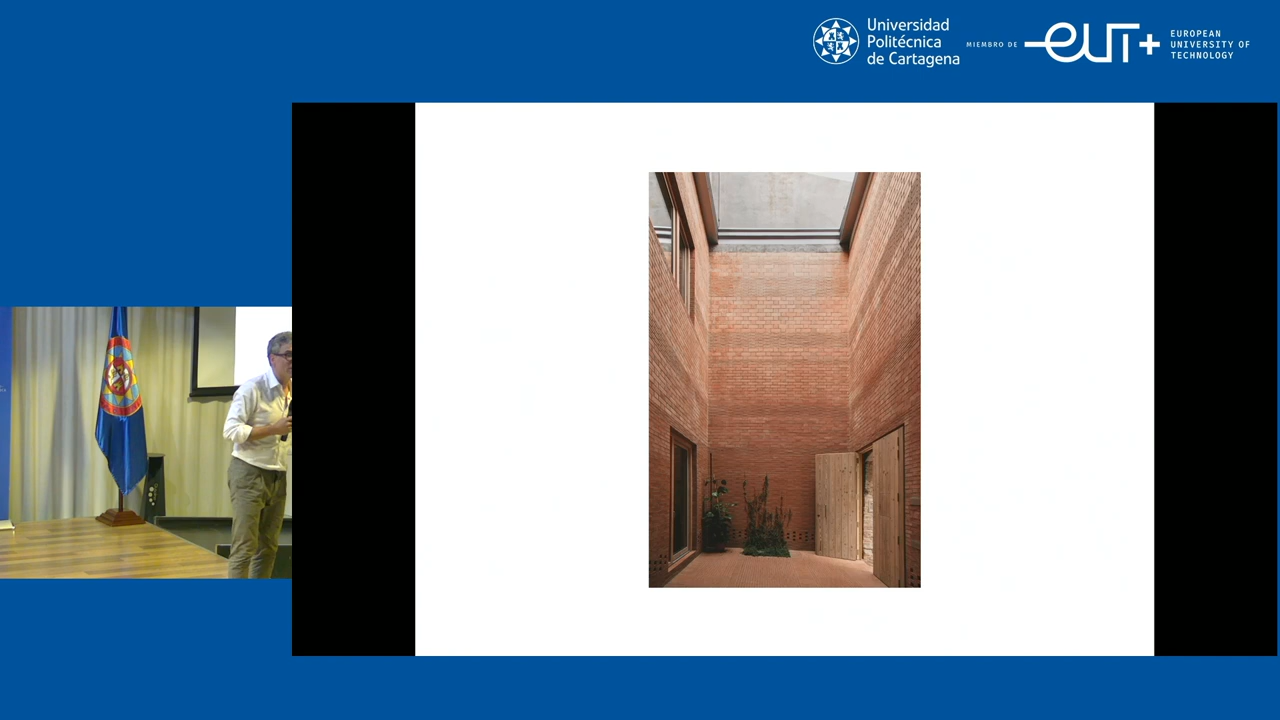 Universidad
Politécnica
de Cartagena
MIEMBRO DE
eut+
EUROPEAN
UNIVERSITY OF
TECHNOLOGY